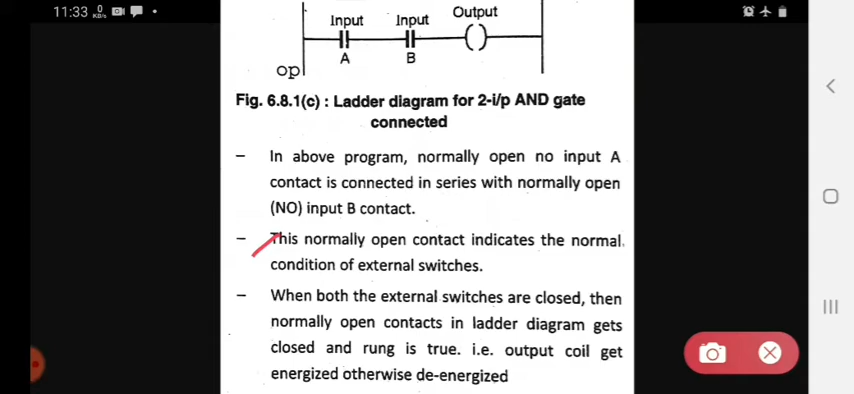 11:33 0 KB/s
Input Input Output
A B
op
Fig. 6.8.1(c) : Ladder diagram for 2-i/p AND gate
connected
– In above program, normally open no input A
contact is connected in series with normally open
(NO) input B contact.
– This normally open contact indicates the normal
condition of external switches.
– When both the external switches are closed, then
normally open contacts in ladder diagram gets
closed and rung is true. i.e. output coil get
energized otherwise de-energized